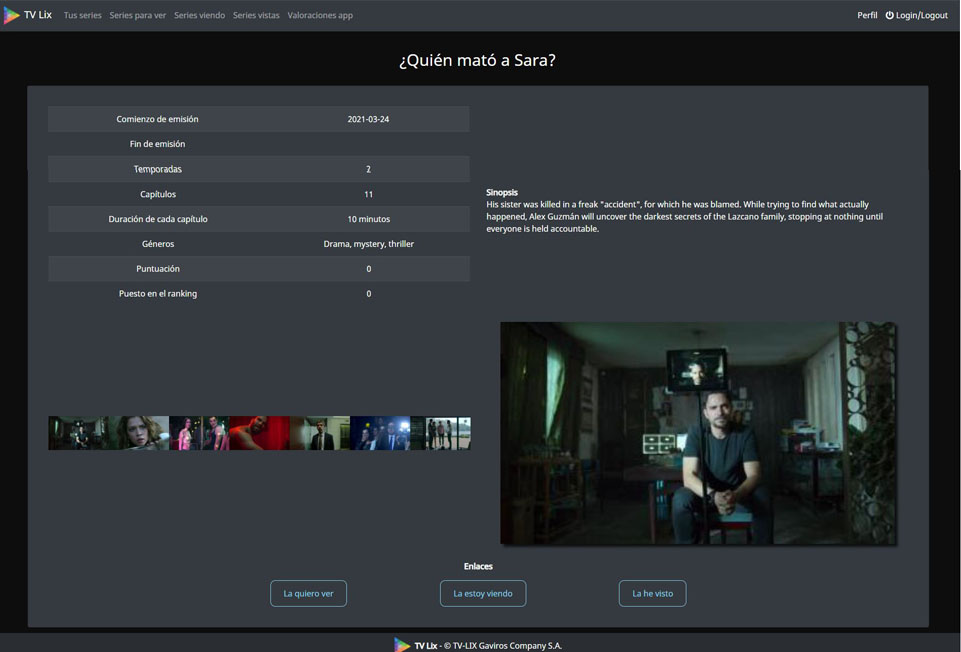 TV Lix Tus series Series para ver Series viendo Series vistas Valoraciones app Perfil Login/Logout
¿Quién mató a Sara?
Comienzo de emisión 2021-03-24
Fin de emisión
Temporadas 2
Capítulos 11
Duración de cada capítulo 10 minutos
Géneros Drama, mystery, thriller
Puntuación 0
Puesto en el ranking 0
Sinopsis
His sister was killed in a freak "accident", for which he was blamed. While trying to find what actually
happened, Alex Guzmán will uncover the darkest secrets of the Lazcano family, stopping at nothing until
everyone is held accountable.
Enlaces
La quiero ver La estoy viendo La he visto
TV Lix - © TV-LIX Gaviros Company S.A.